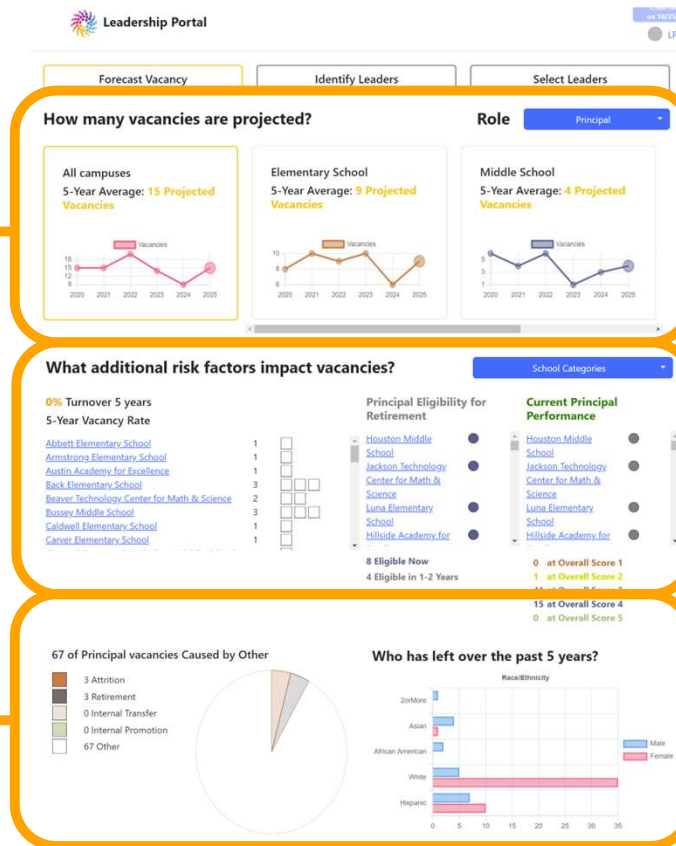 Leadership Portal
on 10/25
LP
Forecast Vacancy
Identify Leaders
Select Leaders
How many vacancies are projected?
Role
Principal
All campuses
5-Year Average: 15 Projected
Vacancies
Vacancies
18
15
12
9
2020 2021 2022 2023 2024 2025
Elementary School
5-Year Average: 9 Projected
Vacancies
Vacancies
10
8
6
2020 2021 2022 2023 2024 2025
Middle School
5-Year Average: 4 Projected
Vacancies
Vacancies
5
3
1
2020 2021 2022 2023 2024 2025
What additional risk factors impact vacancies?
School Categories
0% Turnover 5 years
5-Year Vacancy Rate
Abbett Elementary School 1
Armstrong Elementary School 1
Austin Academy for Excellence 1
Back Elementary School 3
Beaver Technology Center for Math & Science 2
Bussey Middle School 3
Caldwell Elementary School 1
Carver Elementary School 1
Principal Eligibility for
Retirement
Houston Middle
School
Jackson Technology
Center for Math &
Science
Luna Elementary
School
Hillside Academy for
8 Eligible Now
4 Eligible in 1-2 Years
Current Principal
Performance
Houston Middle
School
Jackson Technology
Center for Math &
Science
Luna Elementary
School
Hillside Academy for
0 at Overall Score 1
1 at Overall Score 2
15 at Overall Score 4
0 at Overall Score 5
67 of Principal vacancies Caused by Other
3 Attrition
3 Retirement
0 Internal Transfer
0 Internal Promotion
67 Other
Who has left over the past 5 years?
Race/Ethnicity
2orMore
Asian
African American
White
Hispanic
0 5 10 15 20 25 30 35
Male
Female